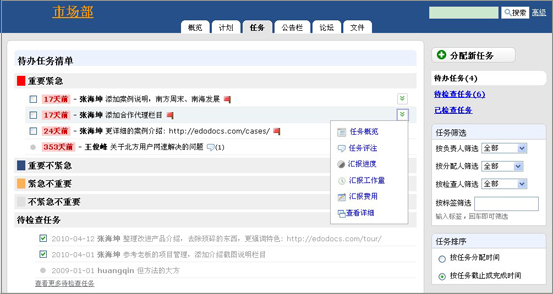 市场部
搜索 高级
概览 计划 任务 公告栏 论坛 文件
待办任务清单
重要紧急
17天前 - 张海坤 添加案例说明，南方周末、南海发展
17天前 - 张海坤 添加合作代理栏目
24天前 - 张海坤 更详细的案例介绍: http://edodocs.com/cases/
353天前 - 王俊峰 关于北方用户网速解决的问题 (1)
重要不紧急
紧急不重要
不紧急不重要
任务概览
任务评注
汇报进度
汇报工作量
汇报费用
查看详细
待检查任务
2010-04-12 张海坤 整理改进产品介绍，去除琐碎的东西，更强调特色: http://edodocs.com/tour/
2010-04-01 张海坤 参考老板的项目管理，添加介绍截图说明栏目
2009-01-01 huangqin 但方法的大方
查看更多待检查任务
分配新任务
待办任务(4)
待检查任务(6)
已检查任务
任务筛选
按负责人筛选 全部
按分配人筛选 全部
按检查人筛选 全部
按标签筛选
输入标签，回车即可筛选
任务排序
按任务分配时间
按任务截止或完成时间